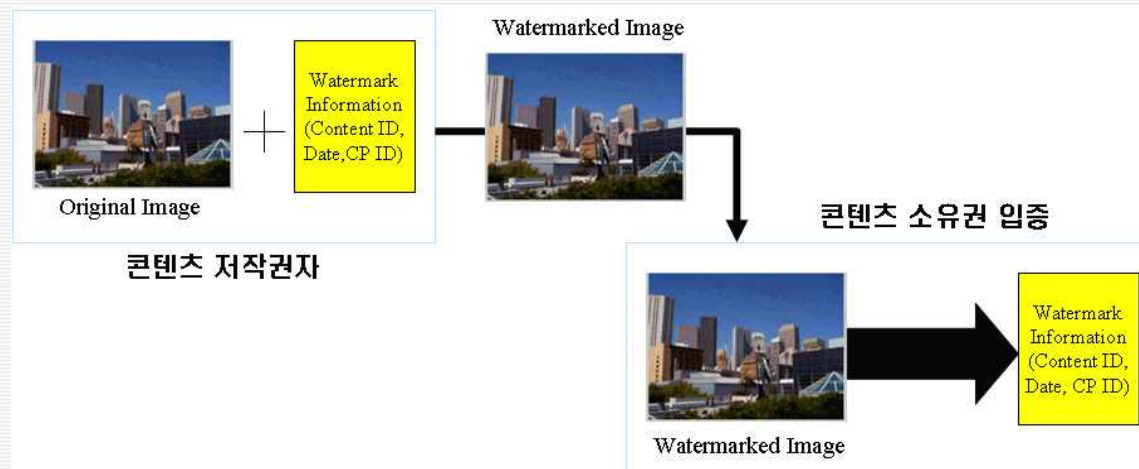 Watermarked Image
Watermark
Information
(Content ID,
Date,CP ID)
Original Image
콘텐츠 저작권자
콘텐츠 소유권 입증
Watermark
Information
(Content ID,
Date, CP ID)
Watermarked Image